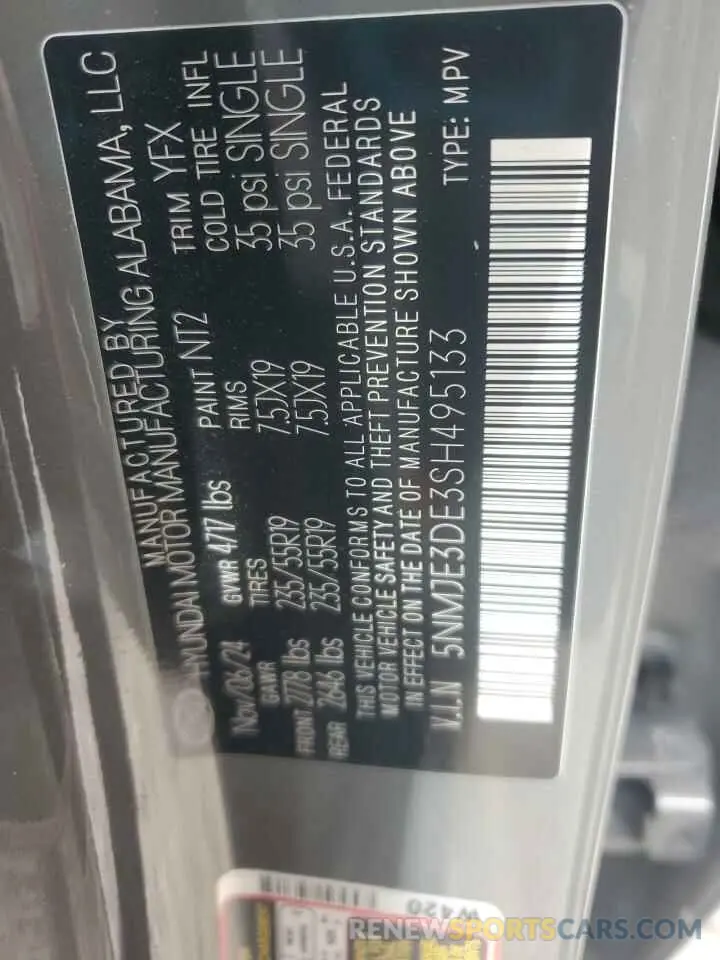 MANUFACTURED BY
HYUNDAI MOTOR MANUFACTURING ALABAMA, LLC
Nov/06/24 GVWR 4717 lbs PAINT NT2 TRIM YFX
GAWR TIRES RIMS COLD TIRE INFL
FRONT 2778 lbs 235/55R19 7.5JX19 35 psi SINGLE
REAR 2646 lbs 235/55R19 7.5JX19 35 psi SINGLE
THIS VEHICLE CONFORMS TO ALL APPLICABLE U.S.A. FEDERAL
MOTOR VEHICLE SAFETY AND THEFT PREVENTION STANDARDS
IN EFFECT ON THE DATE OF MANUFACTURE SHOWN ABOVE
V.I.N 5NMJE3DE3SH495133 TYPE: MPV
W420
RENEWSPORTSCARS.COM